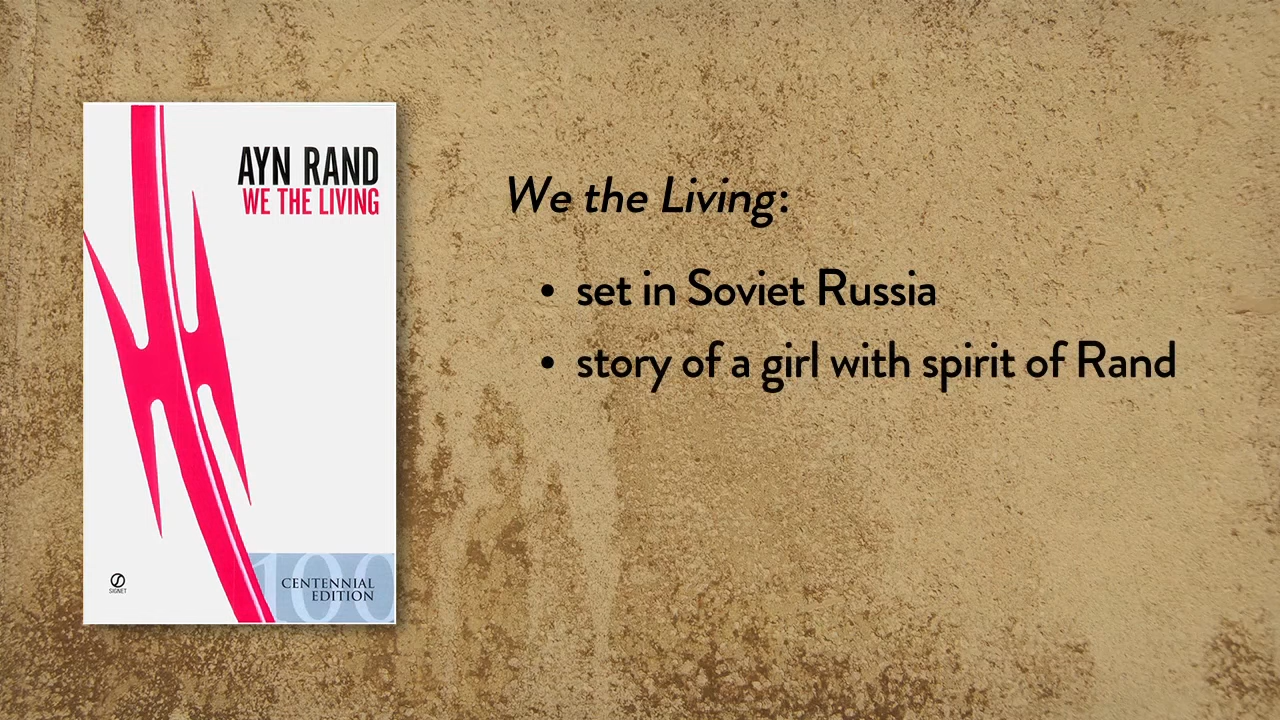 AYN RAND
WE THE LIVING
We the Living:
• set in Soviet Russia
• story of a girl with spirit of Rand
100
CENTENNIAL
EDITION
SIGNET